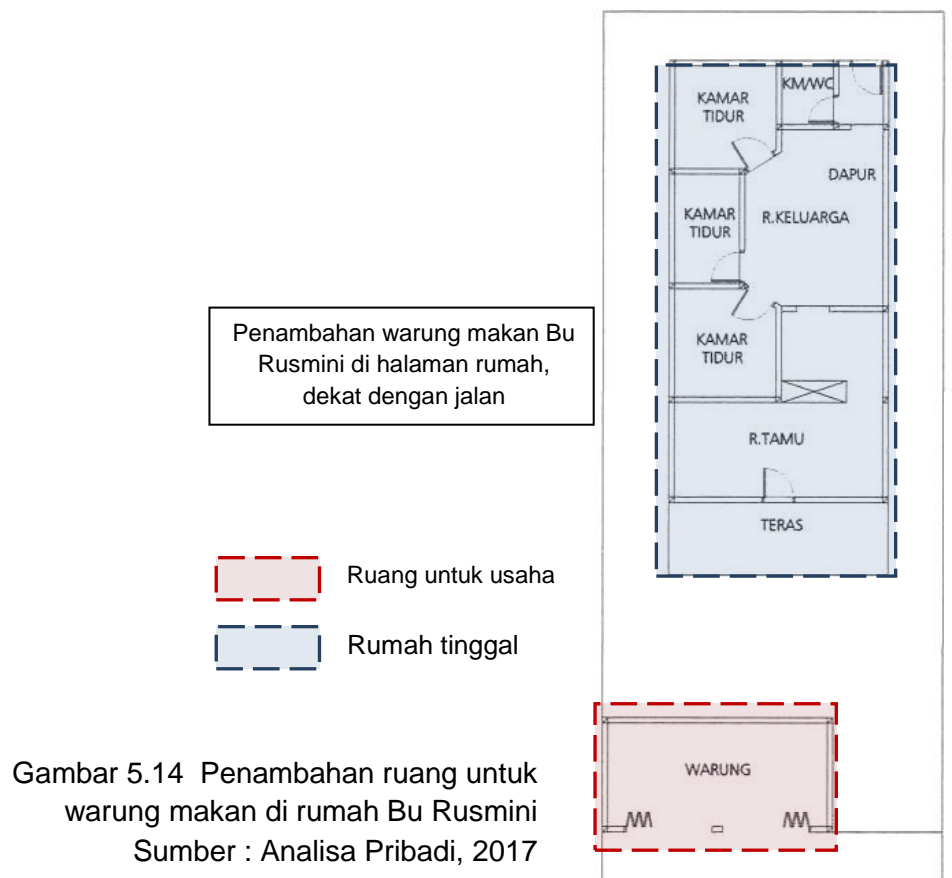 KAMAR
TIDUR
KM/WC
DAPUR
KAMAR
TIDUR
R.KELUARGA
Penambahan warung makan Bu
Rusmini di halaman rumah,
dekat dengan jalan
KAMAR
TIDUR
R.TAMU
TERAS
Ruang untuk usaha
Rumah tinggal
WARUNG
Gambar 5.14 Penambahan ruang untuk
warung makan di rumah Bu Rusmini
Sumber : Analisa Pribadi, 2017